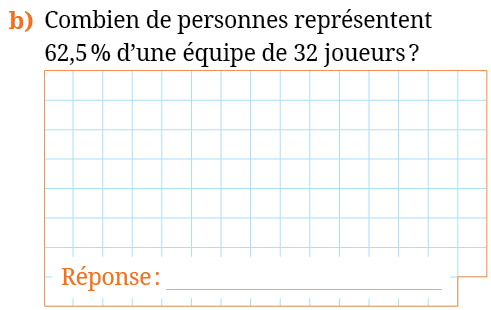 b) Combien de personnes représentent
62,5 % d’une équipe de 32 joueurs ?
Réponse :